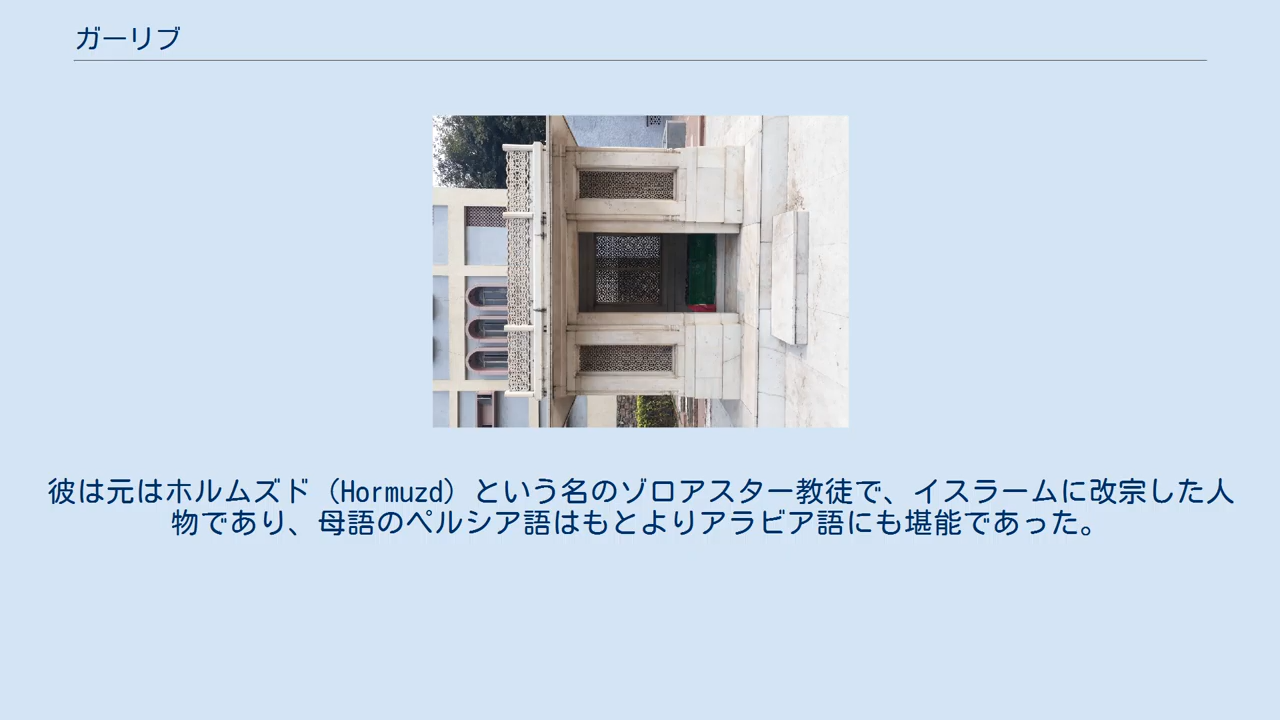 ガーリブ
彼は元はホルムズド（Hormuzd）という名のゾロアスター教徒で、イスラームに改宗した人
物であり、母語のペルシア語はもとよりアラビア語にも堪能であった。